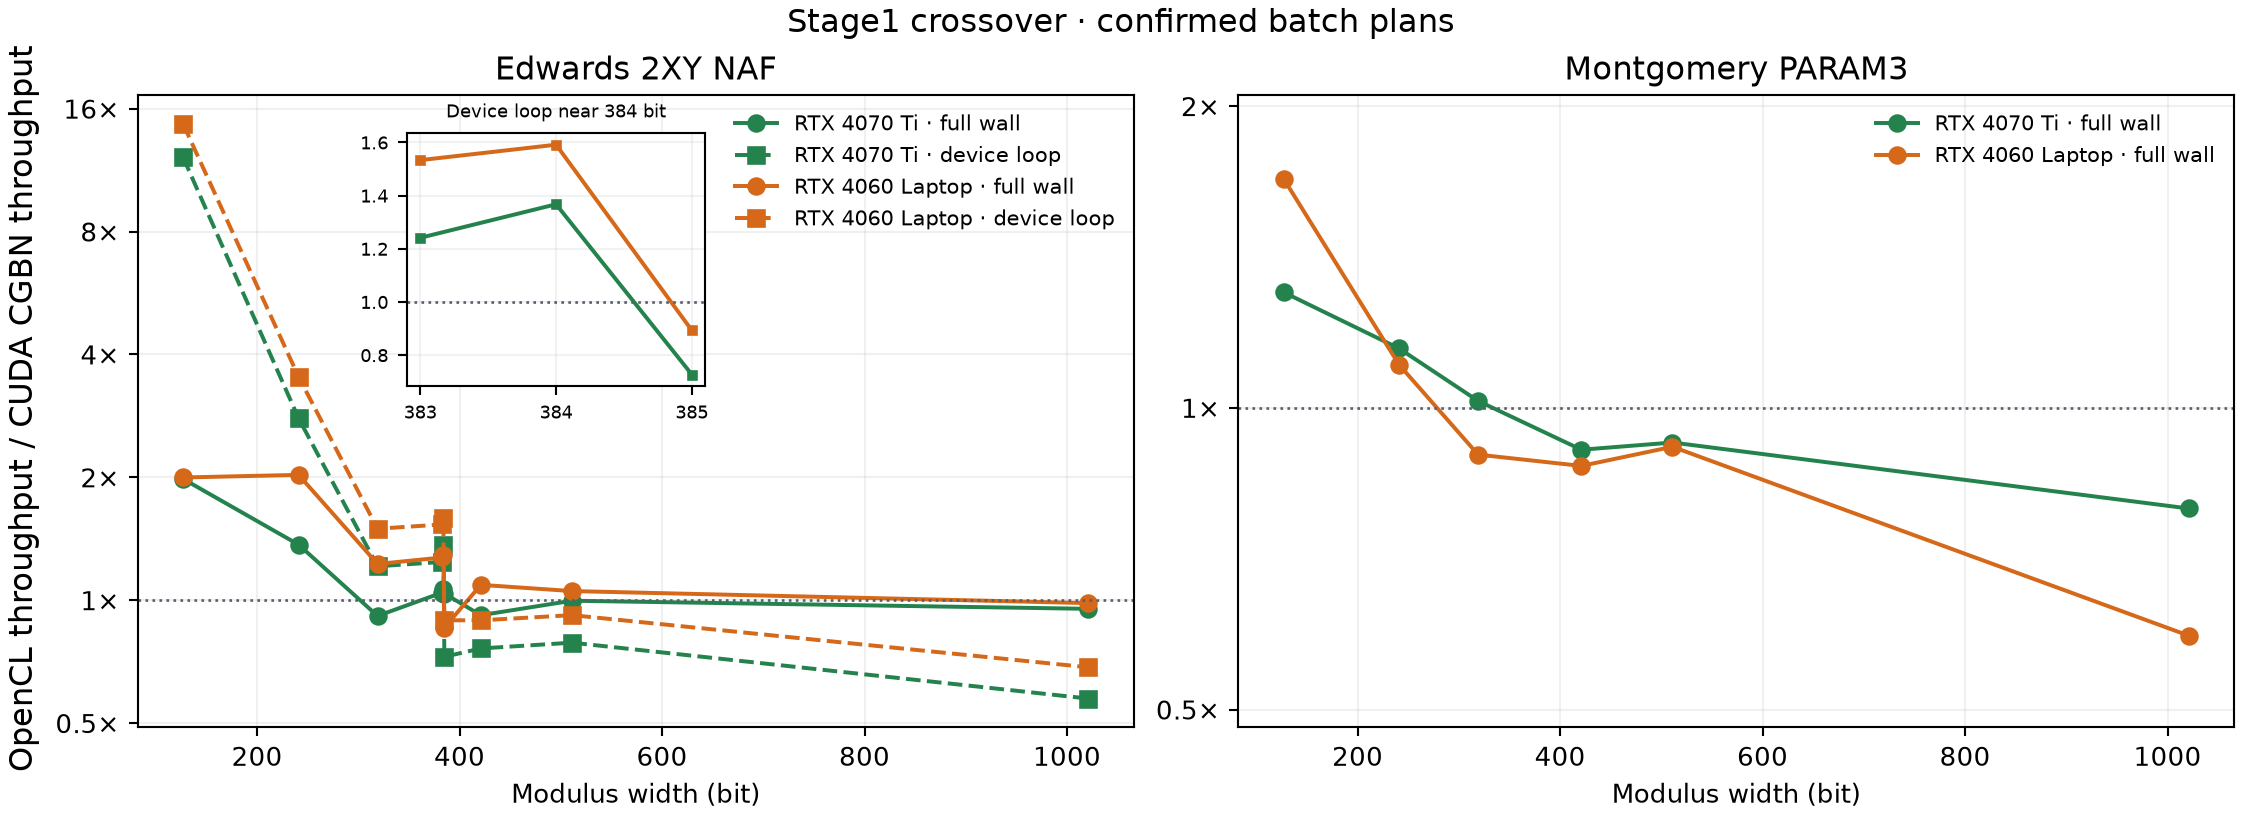 Stage1 crossover · confirmed batch plans
Edwards 2XY NAF
OpenCL throughput / CUDA CGBN throughput
16×
8×
4×
2×
1×
0.5×
200
400
600
800
1000
Modulus width (bit)
Device loop near 384 bit
1.6
1.4
1.2
1.0
0.8
383
384
385
RTX 4070 Ti · full wall
RTX 4070 Ti · device loop
RTX 4060 Laptop · full wall
RTX 4060 Laptop · device loop
Montgomery PARAM3
2×
1×
0.5×
200
400
600
800
1000
Modulus width (bit)
RTX 4070 Ti · full wall
RTX 4060 Laptop · full wall